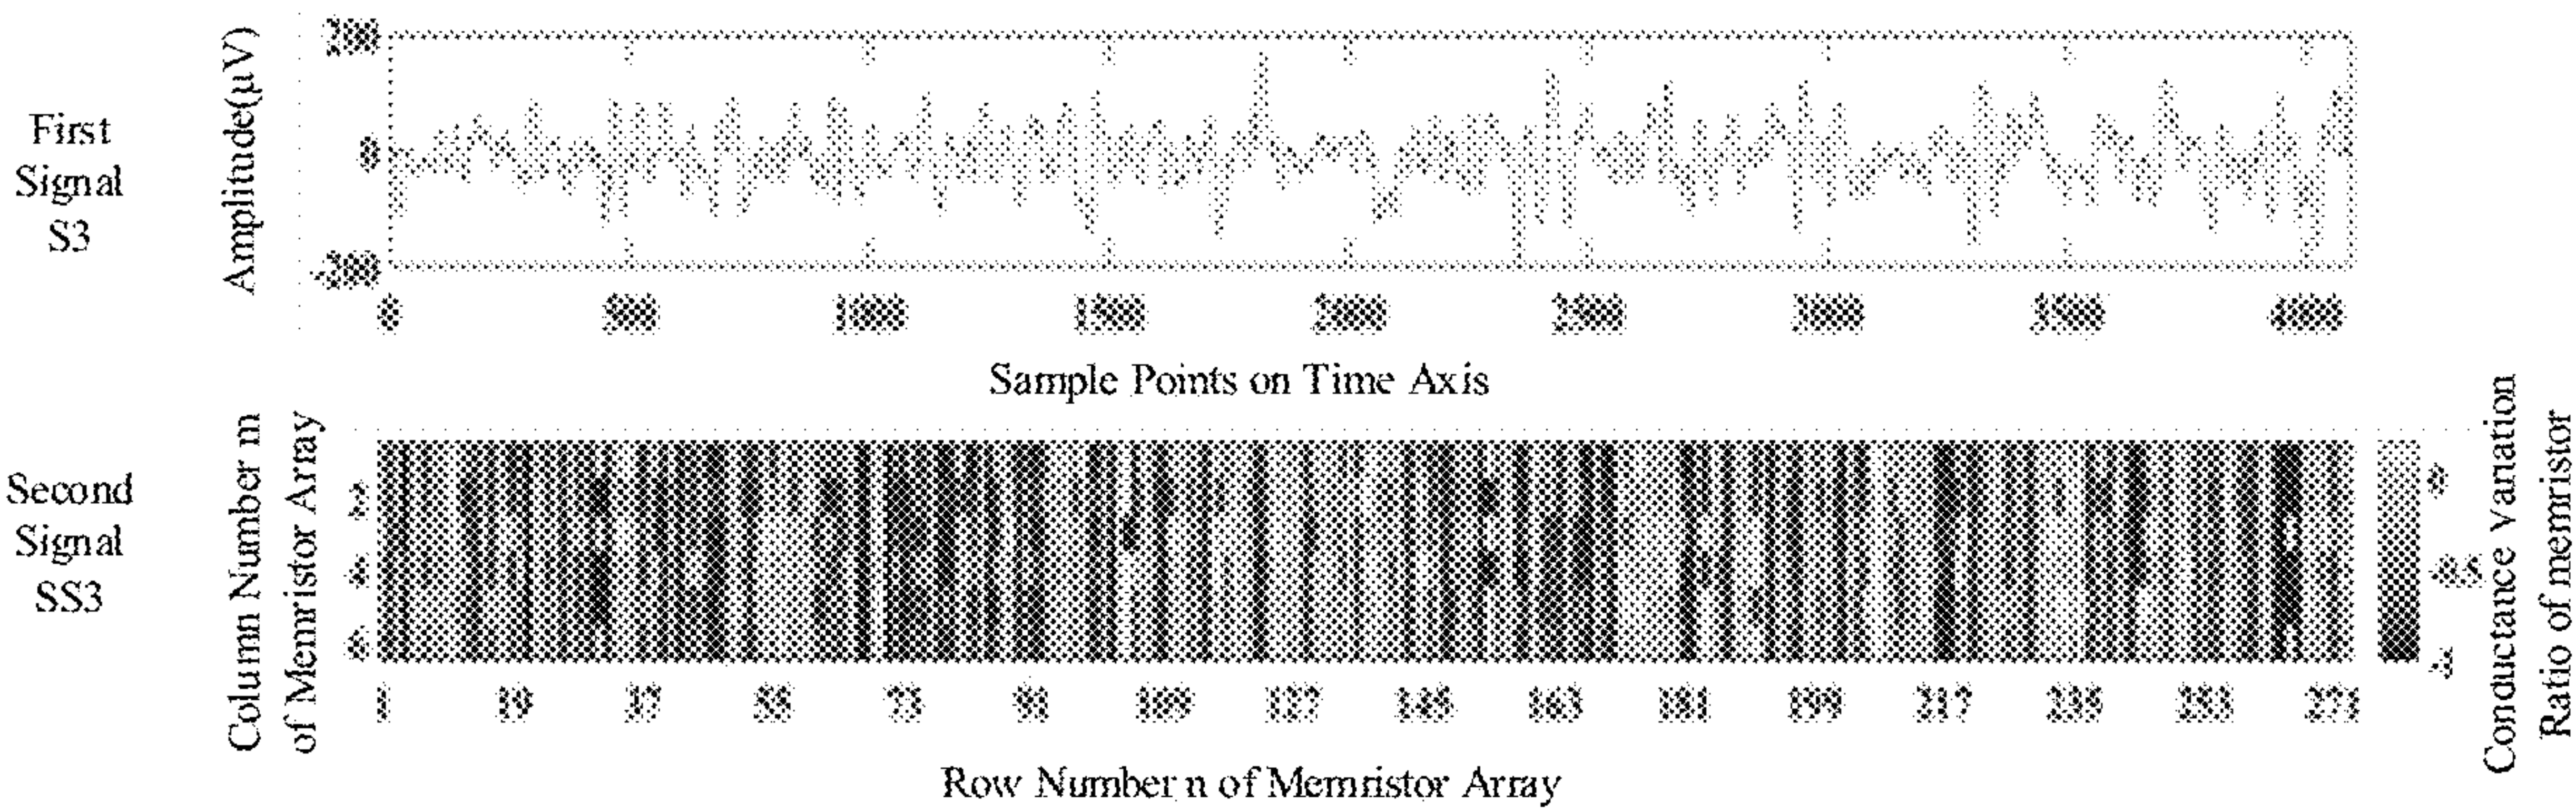 First
Signal
S3
Amplitude(μV)
200
0
-200
0 500 1000 1500 2000 2500 3000 3500 4000
Sample Points on Time Axis
Second
Signal
SS3
Column Number m
of Memristor Array
2
4
6
1 19 37 55 73 91 109 127 145 163 181 199 217 235 253 271
Row Number n of Memristor Array
0
-0.5
-1
Conductance Variation
Ratio of memristor